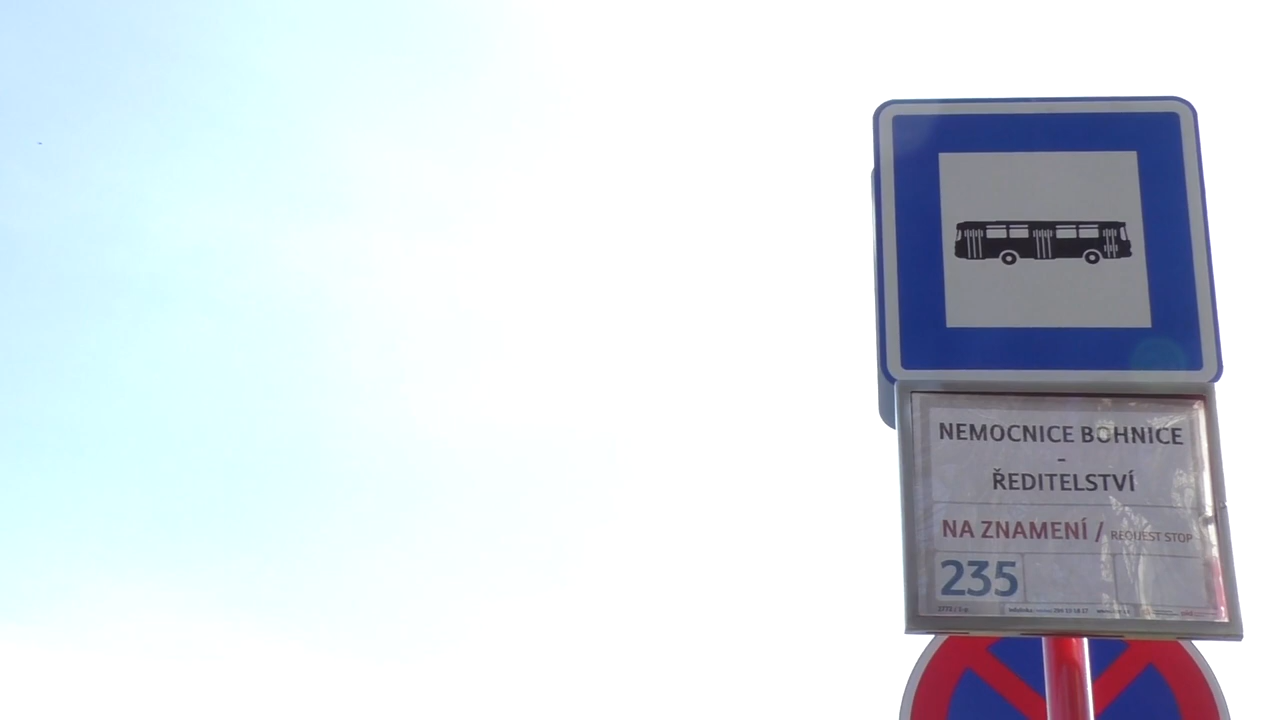 NEMOCNICE BOHNICE
-
ŘEDITELSTVÍ
NA ZNAMENÍ / REQUEST STOP
235